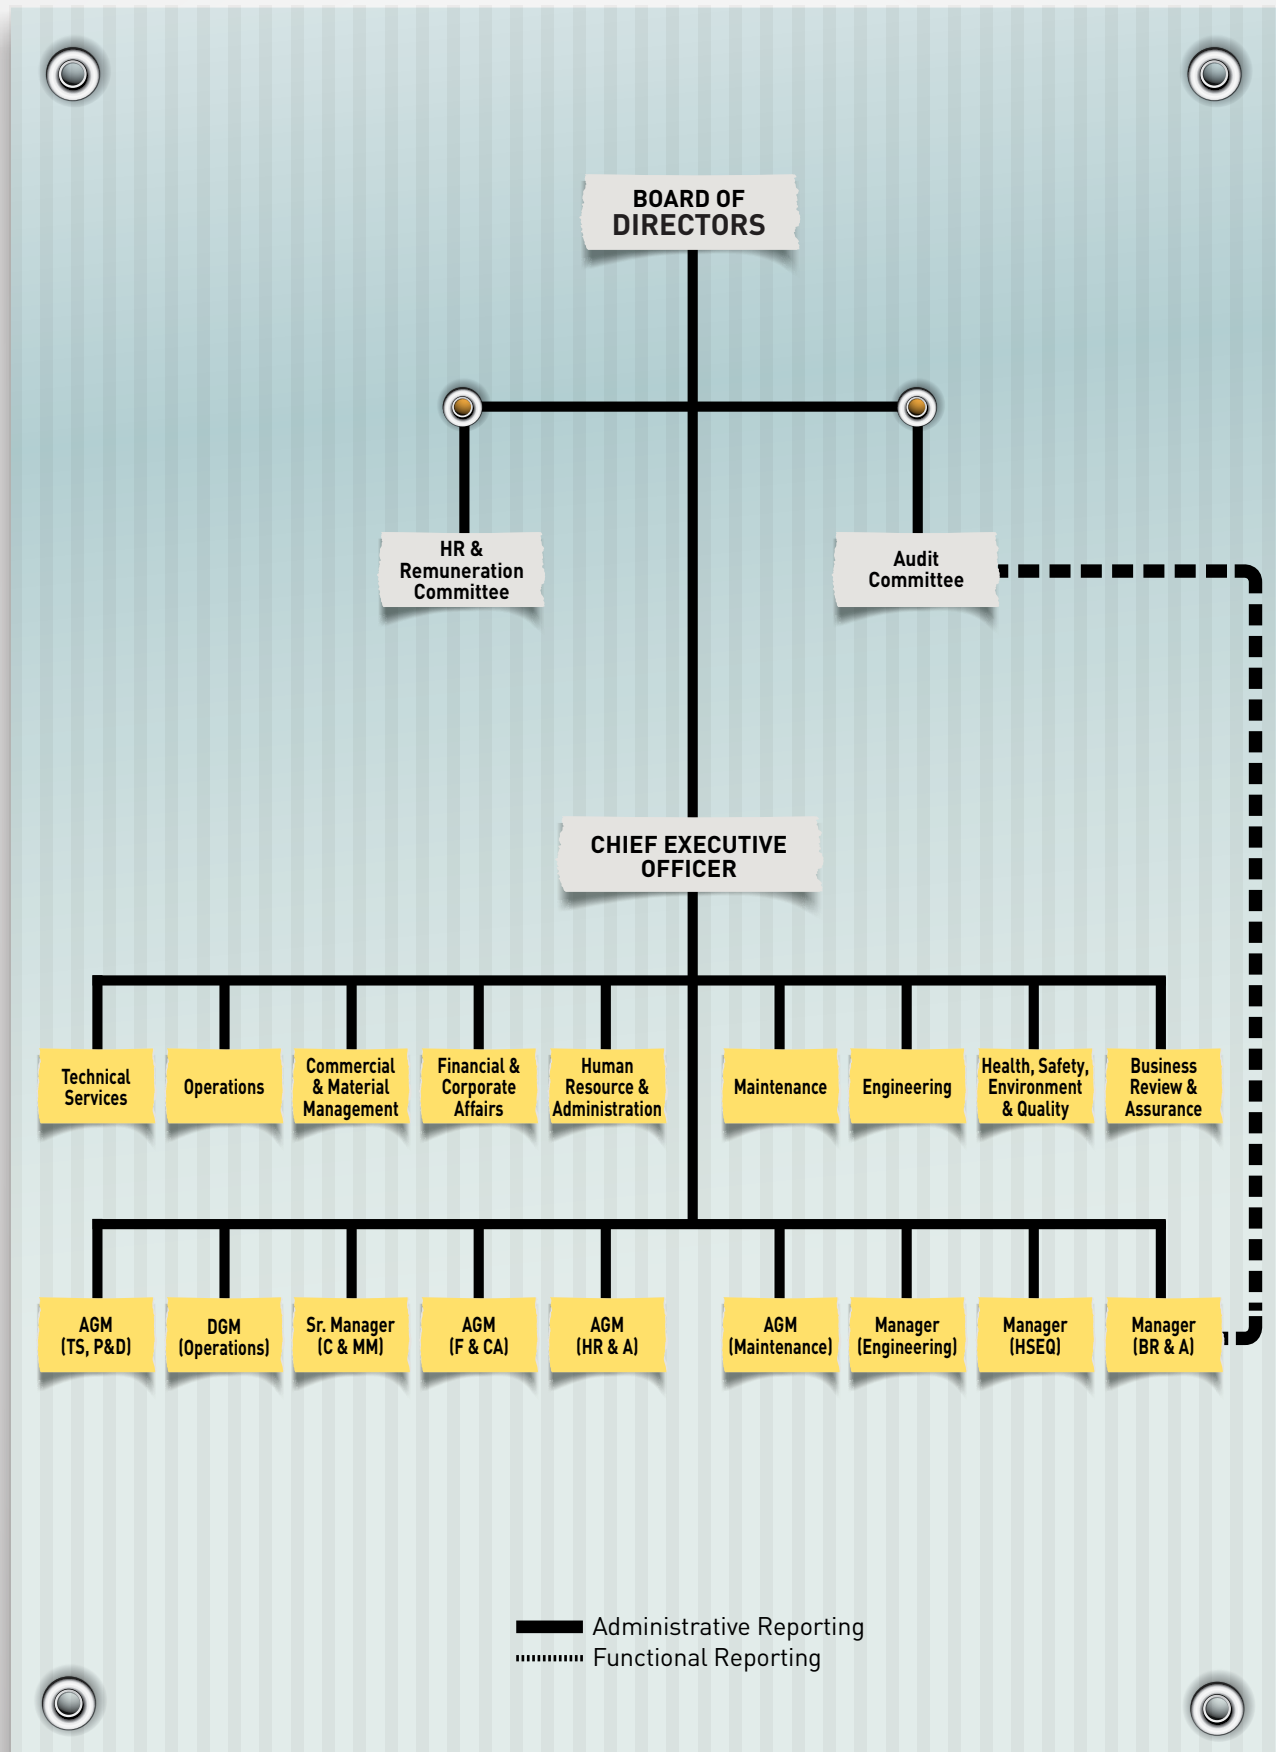 BOARD OF
DIRECTORS
HR &
Remuneration
Committee
Audit
Committee
CHIEF EXECUTIVE
OFFICER
Technical
Services
Operations
Commercial
& Material
Management
Financial &
Corporate
Affairs
Human
Resource &
Administration
Maintenance
Engineering
Health, Safety,
Environment
& Quality
Business
Review &
Assurance
AGM
(TS, P&D)
DGM
(Operations)
Sr. Manager
(C & MM)
AGM
(F & CA)
AGM
(HR & A)
AGM
(Maintenance)
Manager
(Engineering)
Manager
(HSEQ)
Manager
(BR & A)
Administrative Reporting
Functional Reporting